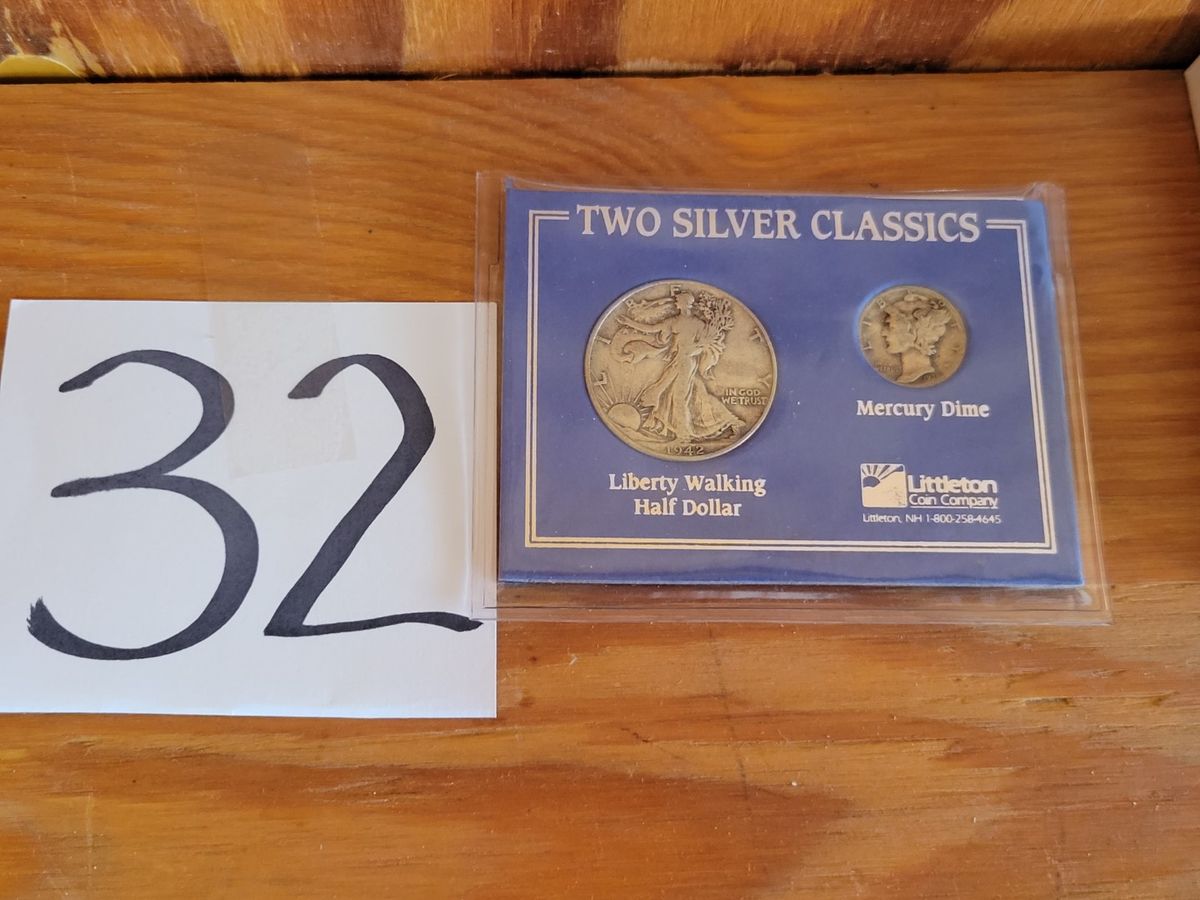 32
TWO SILVER CLASSICS
LIBERTY
IN GOD
WE TRUST
1942
Liberty Walking
Half Dollar
Mercury Dime
Littleton
Coin Company
Littleton, NH 1-800-258-4645